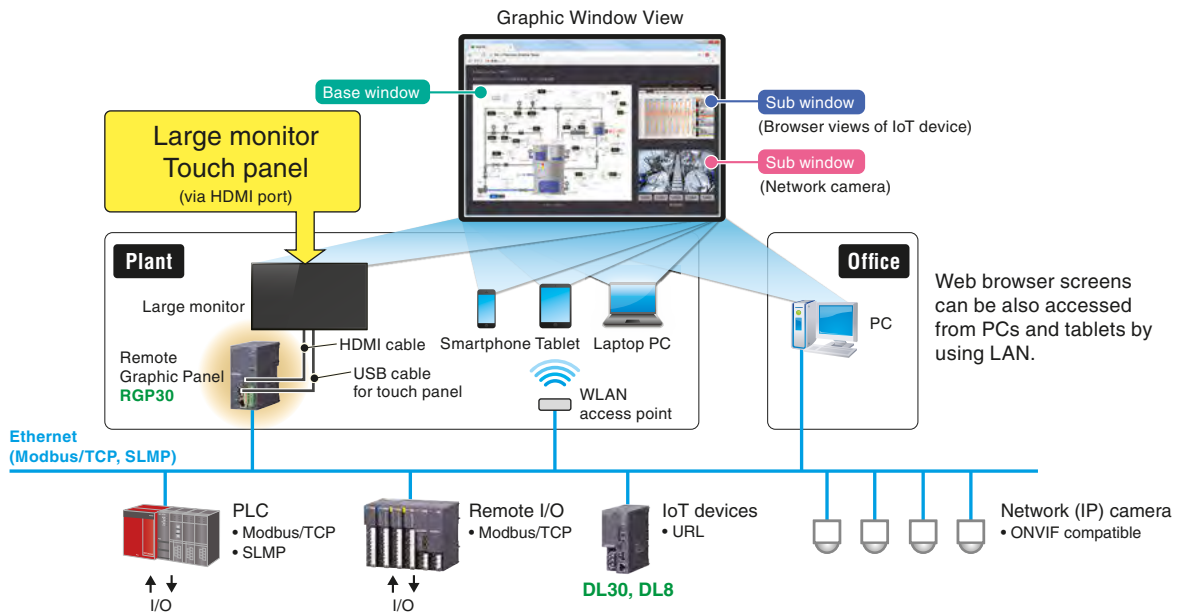 Graphic Window View
Base window
Sub window
(Browser views of IoT device)
Sub window
(Network camera)
Large monitor
Touch panel
(via HDMI port)
Plant
Large monitor
HDMI cable
Remote
Graphic Panel
RGP30
USB cable
for touch panel
Smartphone
Tablet
Laptop PC
WLAN
access point
Office
PC
Web browser screens
can be also accessed
from PCs and tablets by
using LAN.
Ethernet
(Modbus/TCP, SLMP)
PLC
• Modbus/TCP
• SLMP
I/O
Remote I/O
• Modbus/TCP
I/O
IoT devices
• URL
DL30, DL8
Network (IP) camera
• ONVIF compatible